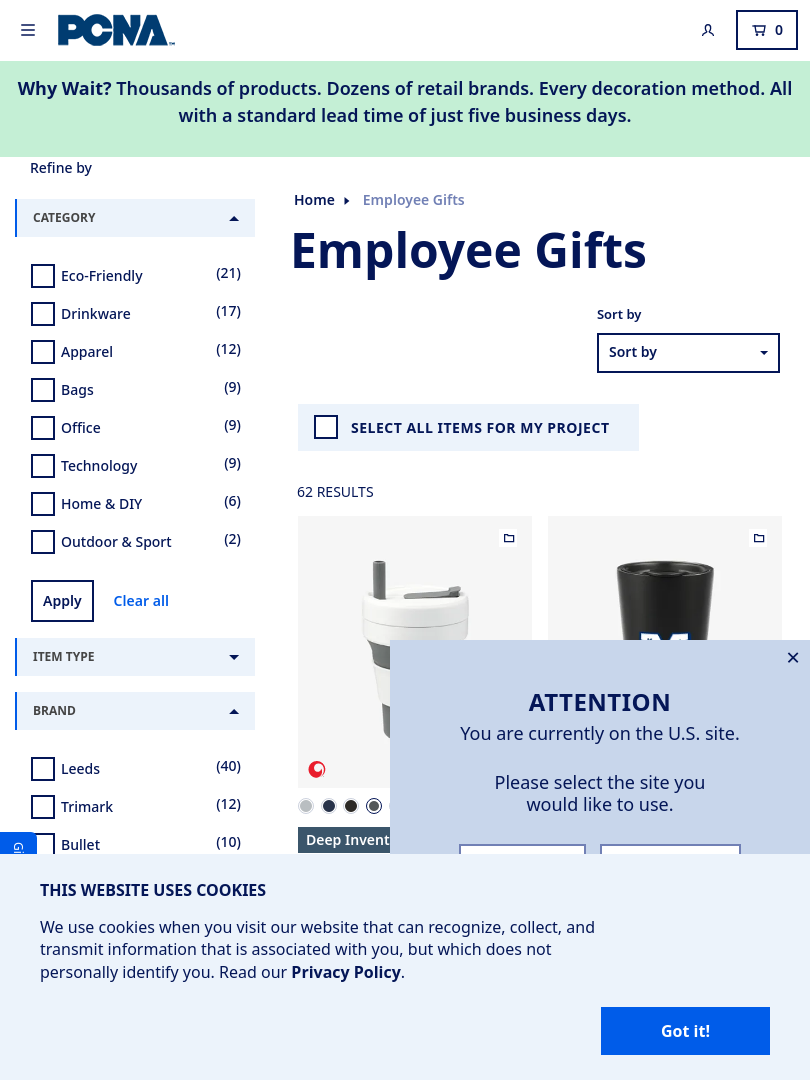 PCNA
0
Why Wait? Thousands of products. Dozens of retail brands. Every decoration method. All
with a standard lead time of just five business days.
Refine by
CATEGORY
Eco-Friendly (21)
Drinkware (17)
Apparel (12)
Bags (9)
Office (9)
Technology (9)
Home & DIY (6)
Outdoor & Sport (2)
Apply Clear all
ITEM TYPE
BRAND
Leeds (40)
Trimark (12)
Bullet (10)
Home Employee Gifts
Employee Gifts
Sort by
Sort by
SELECT ALL ITEMS FOR MY PROJECT
62 RESULTS
Deep Invent
ATTENTION
You are currently on the U.S. site.
Please select the site you
would like to use.
THIS WEBSITE USES COOKIES
We use cookies when you visit our website that can recognize, collect, and
transmit information that is associated with you, but which does not
personally identify you. Read our Privacy Policy.
Got it!